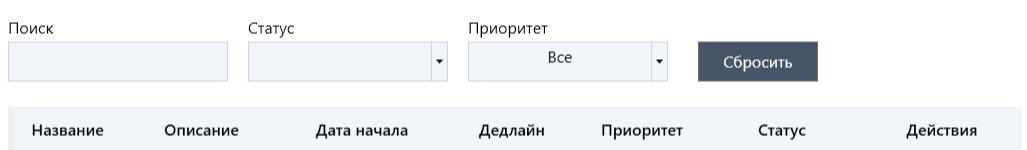 Поиск Статус Приоритет
Все Сбросить
Название Описание Дата начала Дедлайн Приоритет Статус Действия